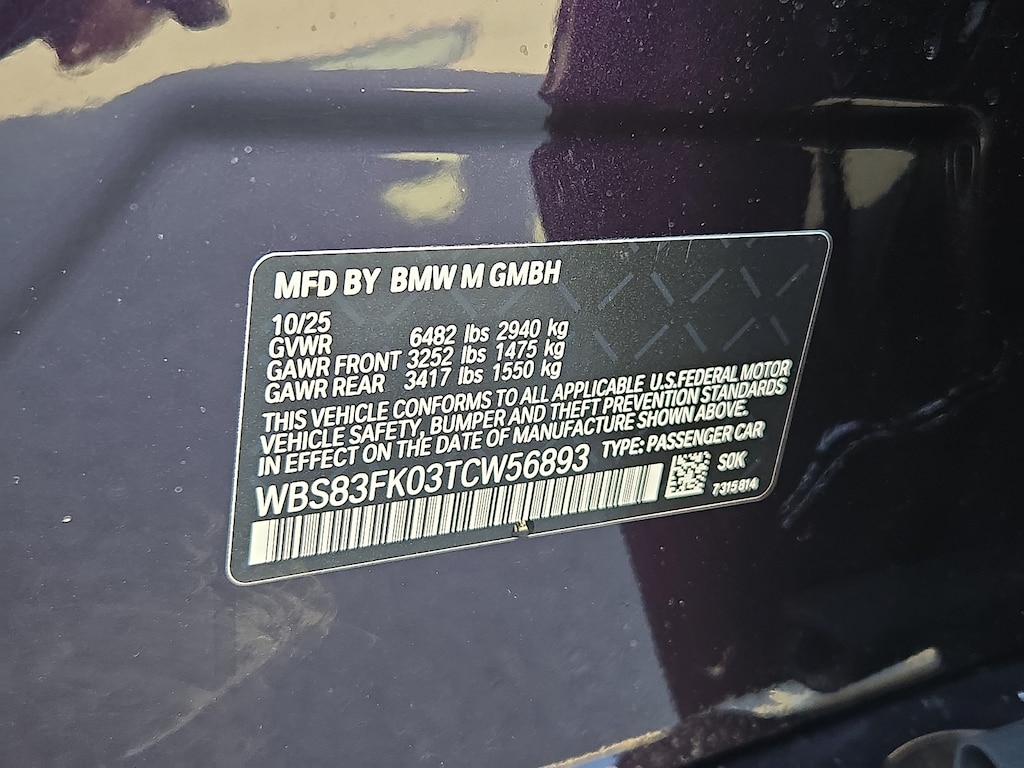 MFD BY BMW M GMBH
10/25
GVWR 6482 lbs 2940 kg
GAWR FRONT 3252 lbs 1475 kg
GAWR REAR 3417 lbs 1550 kg
THIS VEHICLE CONFORMS TO ALL APPLICABLE U.S.FEDERAL MOTOR
VEHICLE SAFETY, BUMPER AND THEFT PREVENTION STANDARDS
IN EFFECT ON THE DATE OF MANUFACTURE SHOWN ABOVE.
WBS83FK03TCW56893 TYPE: PASSENGER CAR
S0K
7315814